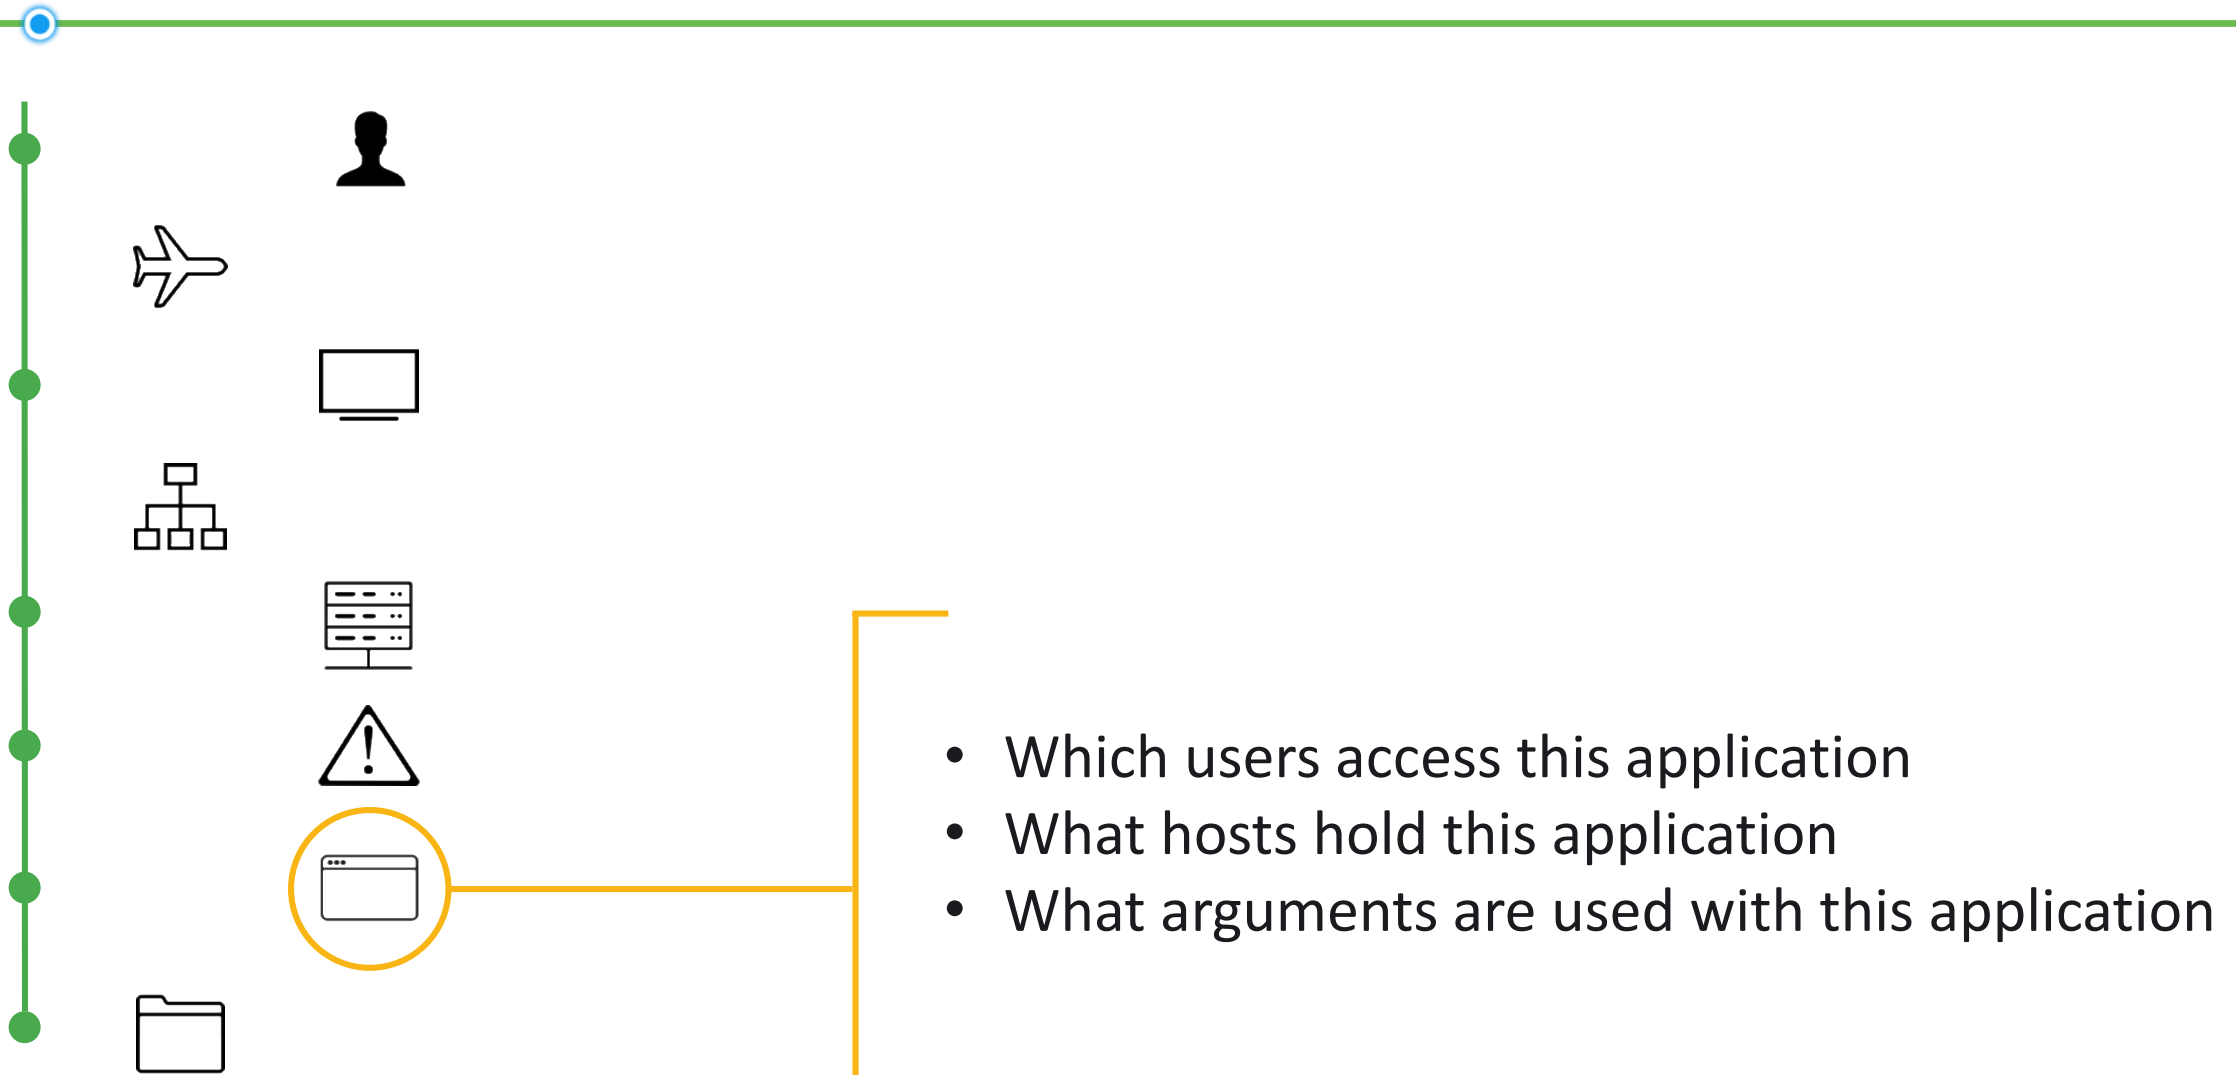 • Which users access this application
• What hosts hold this application
• What arguments are used with this application